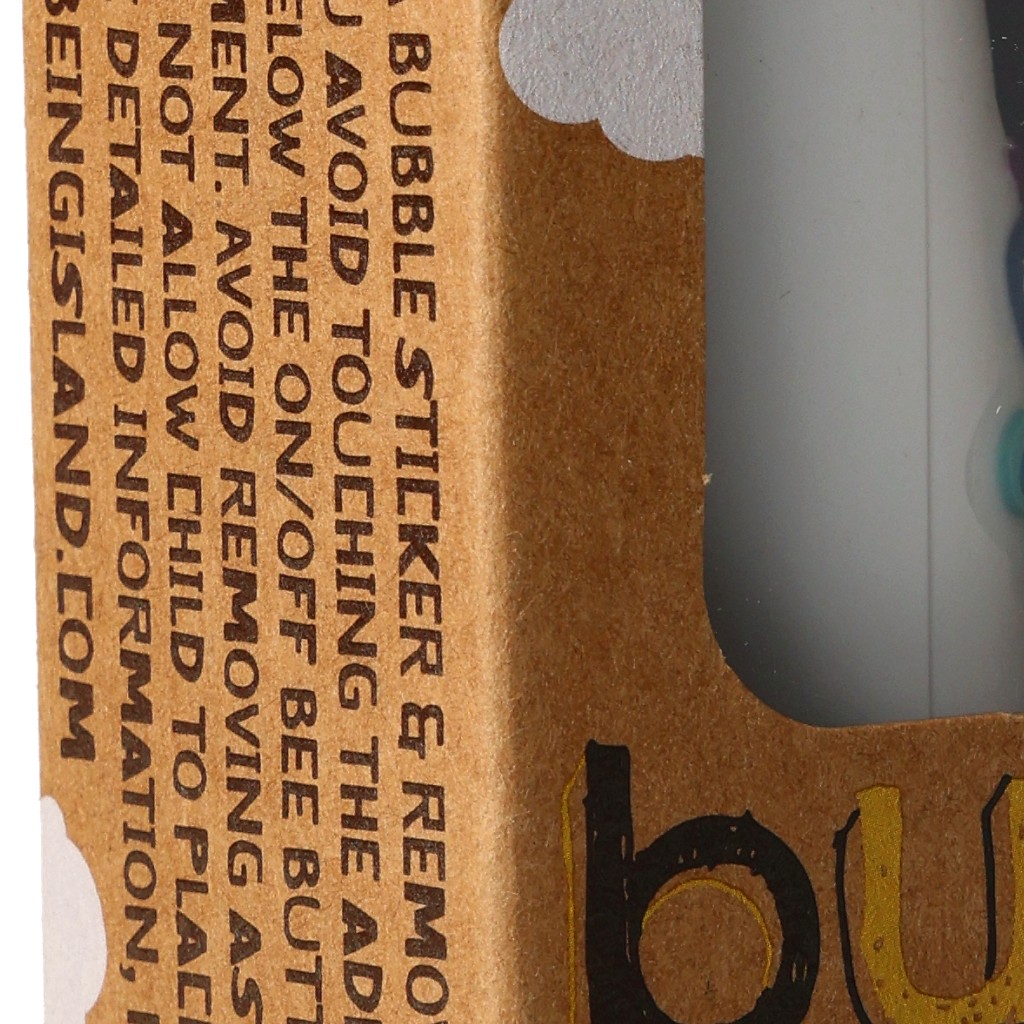 A BUBBLE STICKER & REMO
U AVOID TOUCHING THE AD
ELOW THE ON/OFF BEE BUTT
MENT. AVOID REMOVING AS
NOT ALLOW CHILD TO PLAC
DETAILED INFORMATION,
BEINGISLAND.COM
bu